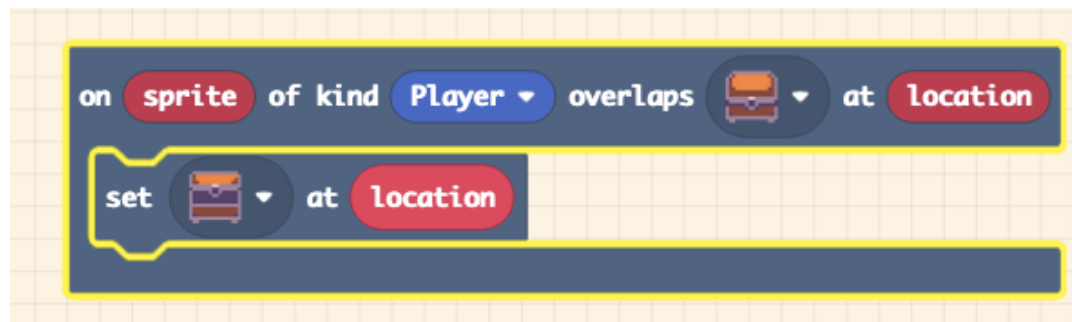 on sprite of kind Player overlaps at location
set at location